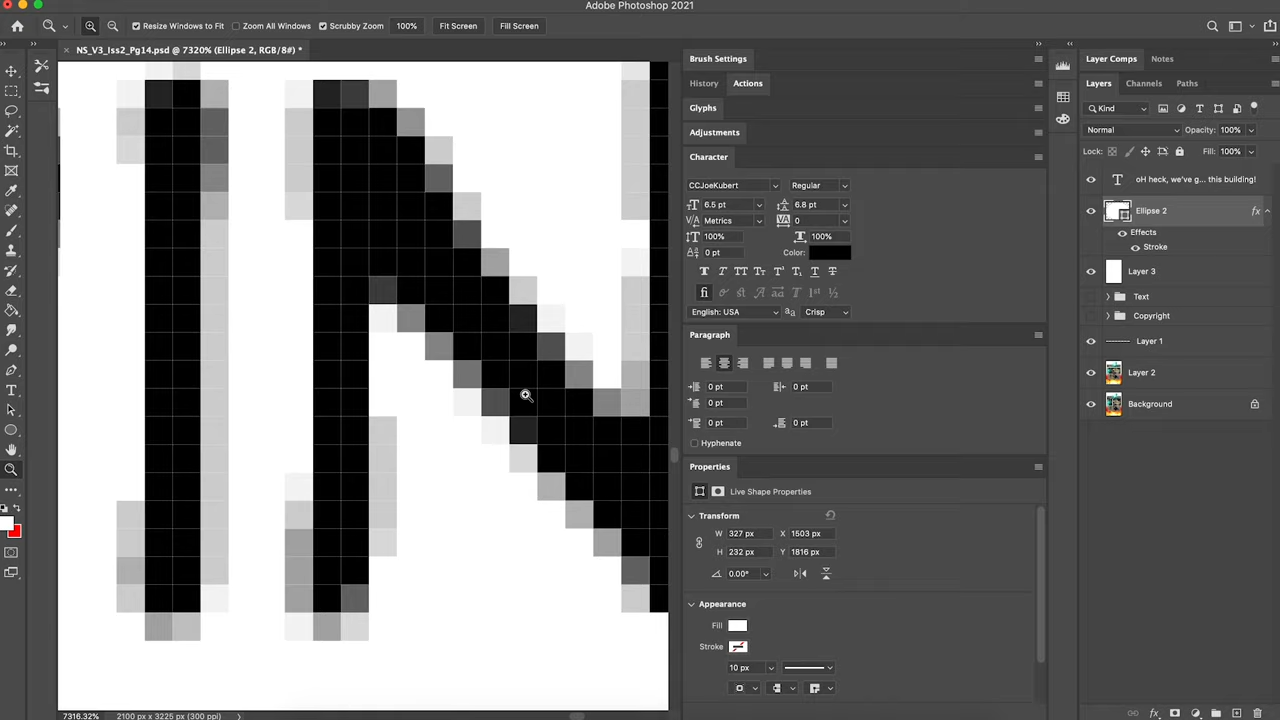 Adobe Photoshop 2021
Resize Windows to Fit
Zoom All Windows
Scrubby Zoom
100%
Fit Screen
Fill Screen
NS_V3_Iss2_Pg14.psd @ 7320% (Ellipse 2, RGB/8#) *
Brush Settings
History
Actions
Glyphs
Adjustments
Character
CCJoeKubert
Regular
6.5 pt
6.8 pt
Metrics
0
100%
100%
0 pt
Color:
English: USA
Crisp
Paragraph
0 pt
0 pt
0 pt
0 pt
0 pt
Hyphenate
Properties
Live Shape Properties
Transform
W 327 px
X 1503 px
H 232 px
Y 1816 px
0.00°
Appearance
Fill
Stroke
10 px
Layer Comps
Notes
Layers
Channels
Paths
Kind
Normal
Opacity: 100%
Lock:
Fill: 100%
oH heck, we've g... this building!
Ellipse 2
fx
Effects
Stroke
Layer 3
Text
Copyright
Layer 1
Layer 2
Background
7316.32%
2100 px x 3225 px (300 ppi)
fx